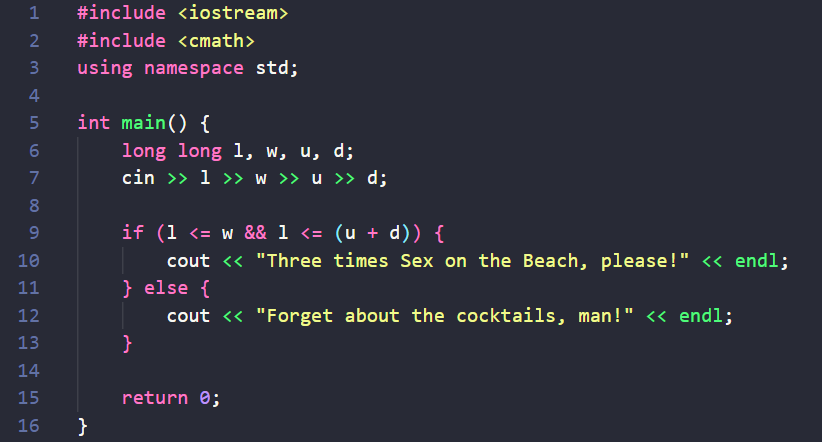 1 #include <iostream>
2 #include <cmath>
3 using namespace std;
4
5 int main() {
6     long long l, w, u, d;
7     cin >> l >> w >> u >> d;
8
9     if (l <= w && l <= (u + d)) {
10         cout << "Three times Sex on the Beach, please!" << endl;
11     } else {
12         cout << "Forget about the cocktails, man!" << endl;
13     }
14
15     return 0;
16 }